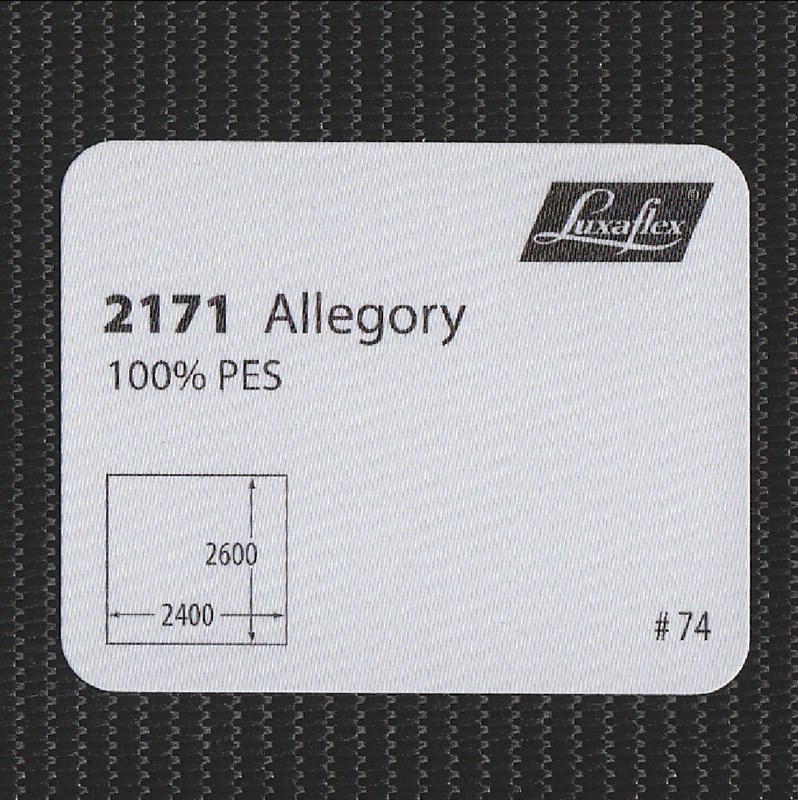 Luxaflex®
2171 Allegory
100% PES
2600
2400
# 74